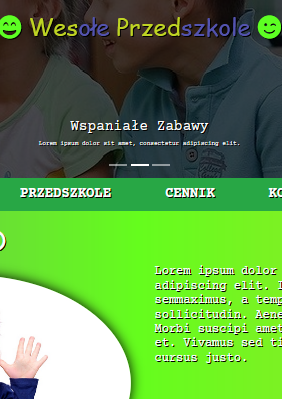 Wesołe Przedszkole
Wspaniałe Zabawy
Lorem ipsum dolor sit amet, consectetur adipiscing elit.
PRZEDSZKOLE CENNIK
Lorem ipsum dolor
adipiscing elit. I
semmaximus, a temp
sollicitudin. Aene
Morbi suscipi amet
et. Vivamus sed ti
cursus justo.